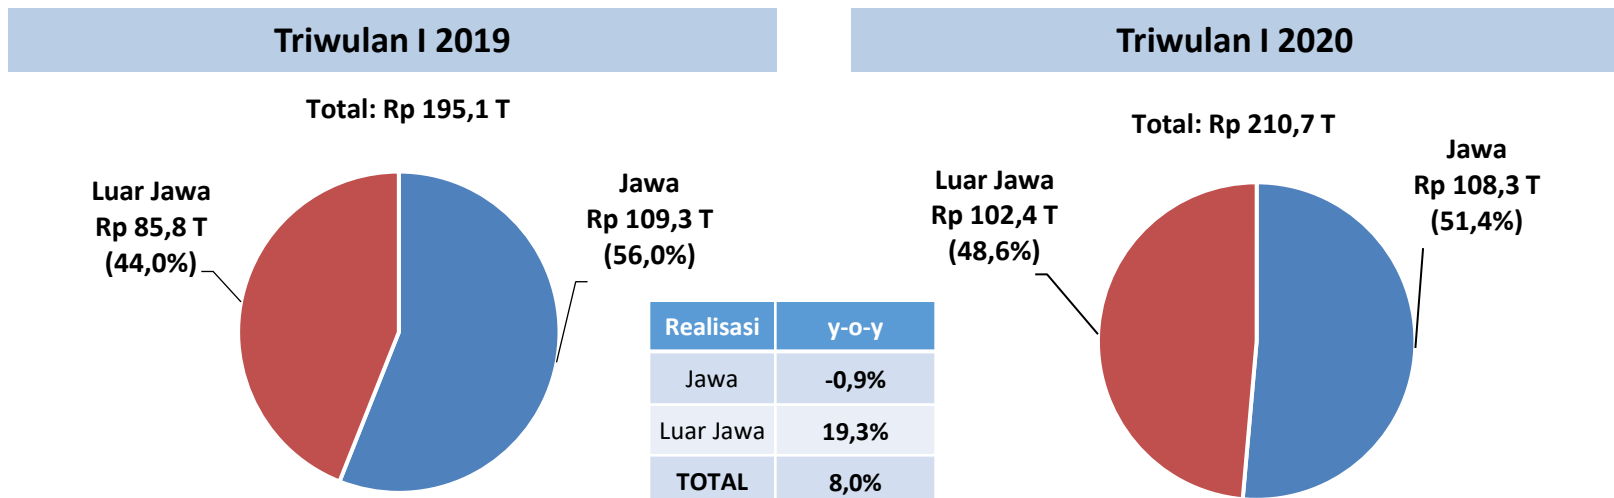 Triwulan I 2019
Total: Rp 195,1 T
Luar Jawa
Rp 85,8 T
(44,0%)
Jawa
Rp 109,3 T
(56,0%)
Realisasi y-o-y
Jawa -0,9%
Luar Jawa 19,3%
TOTAL 8,0%
Triwulan I 2020
Total: Rp 210,7 T
Luar Jawa
Rp 102,4 T
(48,6%)
Jawa
Rp 108,3 T
(51,4%)